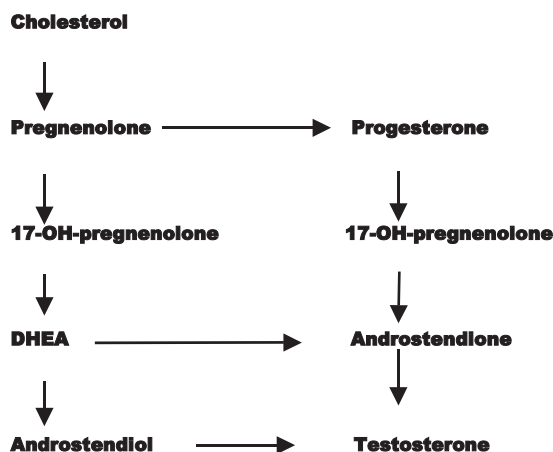 Cholesterol
Pregnenolone Progesterone
17-OH-pregnenolone 17-OH-pregnenolone
DHEA Androstendione
Androstendiol Testosterone